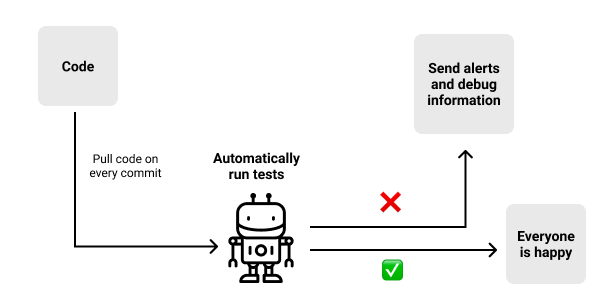 Code
Send alerts
and debug
information
Pull code on
every commit
Automatically
run tests
Everyone
is happy